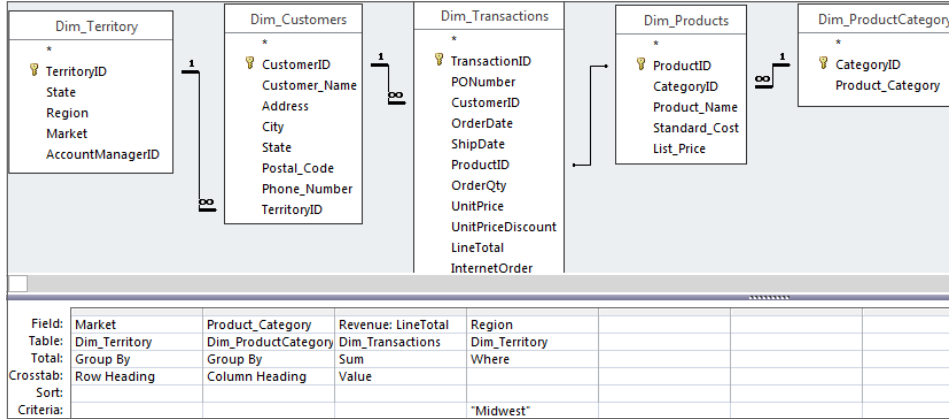 Dim_Territory
*
TerritoryID
State
Region
Market
AccountManagerID
1
∞
Dim_Customers
*
CustomerID
Customer_Name
Address
City
State
Postal_Code
Phone_Number
TerritoryID
1
∞
Dim_Transactions
*
TransactionID
PONumber
CustomerID
OrderDate
ShipDate
ProductID
OrderQty
UnitPrice
UnitPriceDiscount
LineTotal
InternetOrder
Dim_Products
*
ProductID
CategoryID
Product_Name
Standard_Cost
List_Price
∞
1
Dim_ProductCategory
*
CategoryID
Product_Category
Field: Market Product_Category Revenue: LineTotal Region
Table: Dim_Territory Dim_ProductCategory Dim_Transactions Dim_Territory
Total: Group By Group By Sum Where
Crosstab: Row Heading Column Heading Value
Sort:
Criteria: "Midwest"